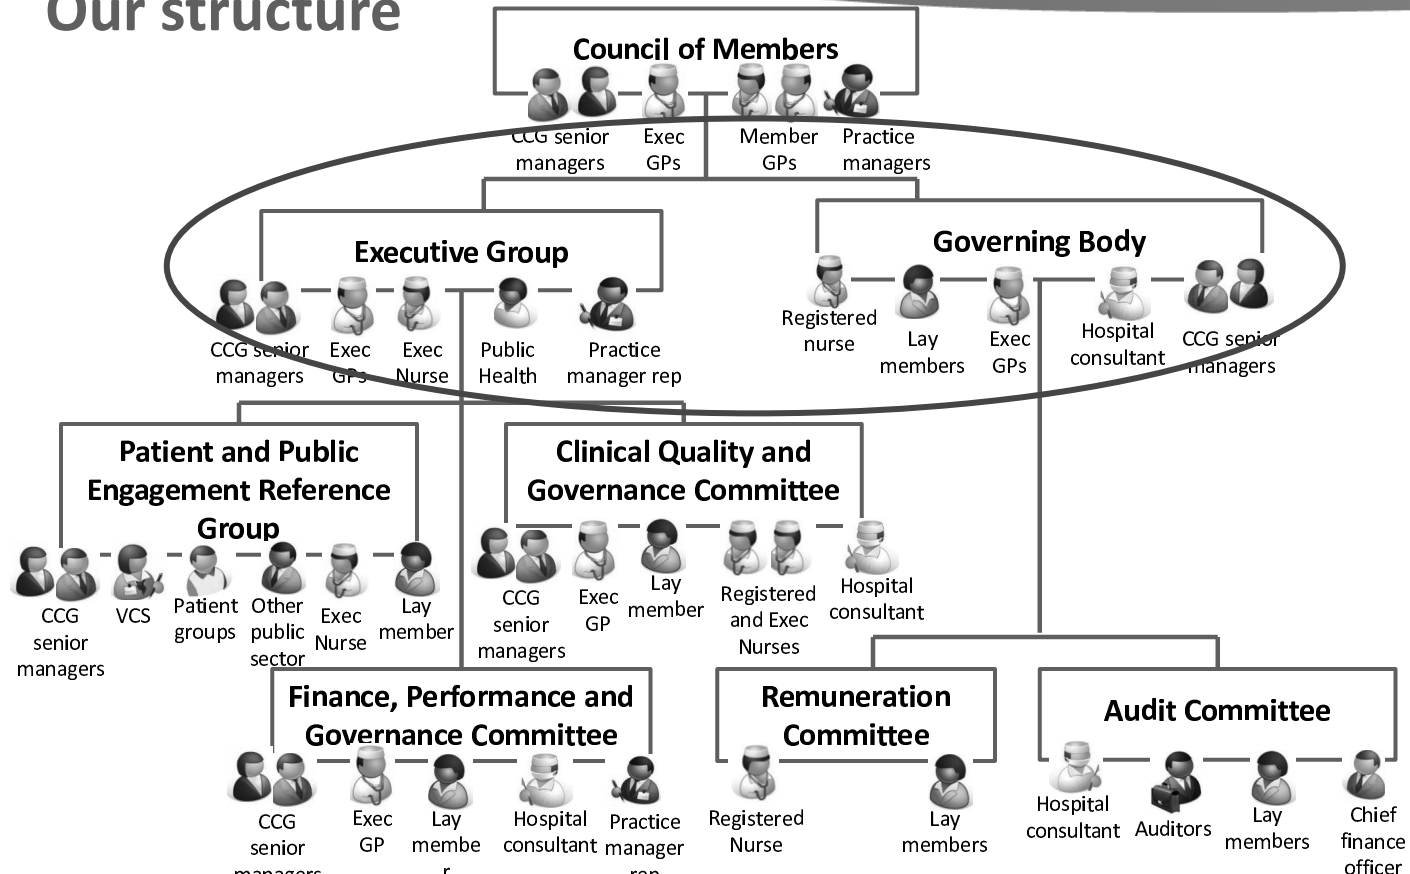 Our structure
Council of Members
CCG senior
managers
Exec
GPs
Member
GPs
Practice
managers
Executive Group
CCG senior
managers
Exec
GPs
Exec
Nurse
Public
Health
Practice
manager rep
Governing Body
Registered
nurse
Lay
members
Exec
GPs
Hospital
consultant
CCG senior
managers
Patient and Public
Engagement Reference
Group
CCG
senior
managers
VCS
Patient
groups
Other
public
sector
Exec
Nurse
Lay
member
Clinical Quality and
Governance Committee
CCG
senior
managers
Exec
GP
Lay
member
Registered
and Exec
Nurses
Hospital
consultant
Finance, Performance and
Governance Committee
CCG
senior
managers
Exec
GP
Lay
membe
r
Hospital
consultant
Practice
manager
rep
Remuneration
Committee
Registered
Nurse
Lay
members
Audit Committee
Hospital
consultant
Auditors
Lay
members
Chief
finance
officer